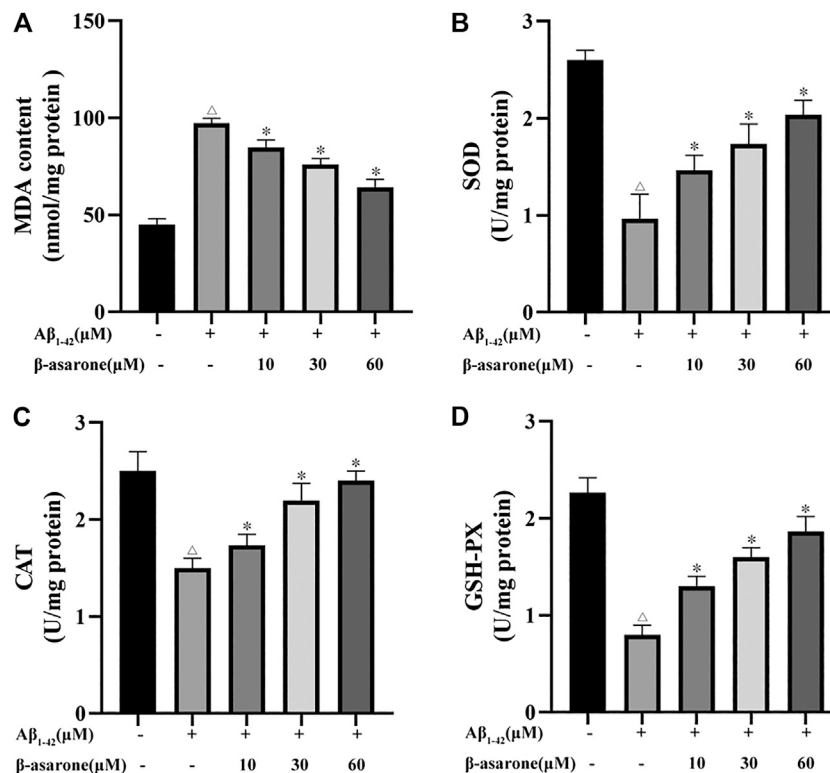 A
B
MDA content
(nmol/mg protein )
150
100
50
0
△
*
*
*
Aβ1-42(μM) - + + + +
β-asarone(μM) - - 10 30 60
SOD
(U/mg protein)
3
2
1
0
△
*
*
*
Aβ1-42(μM) - + + + +
β-asarone(μM) - - 10 30 60
C
D
CAT
(U/mg protein)
3
2
1
0
△
*
*
*
Aβ1-42(μM) - + + + +
β-asarone(μM) - - 10 30 60
GSH-PX
(U/mg protein)
3
2
1
0
△
*
*
*
Aβ1-42(μM) - + + + +
β-asarone(μM) - - 10 30 60